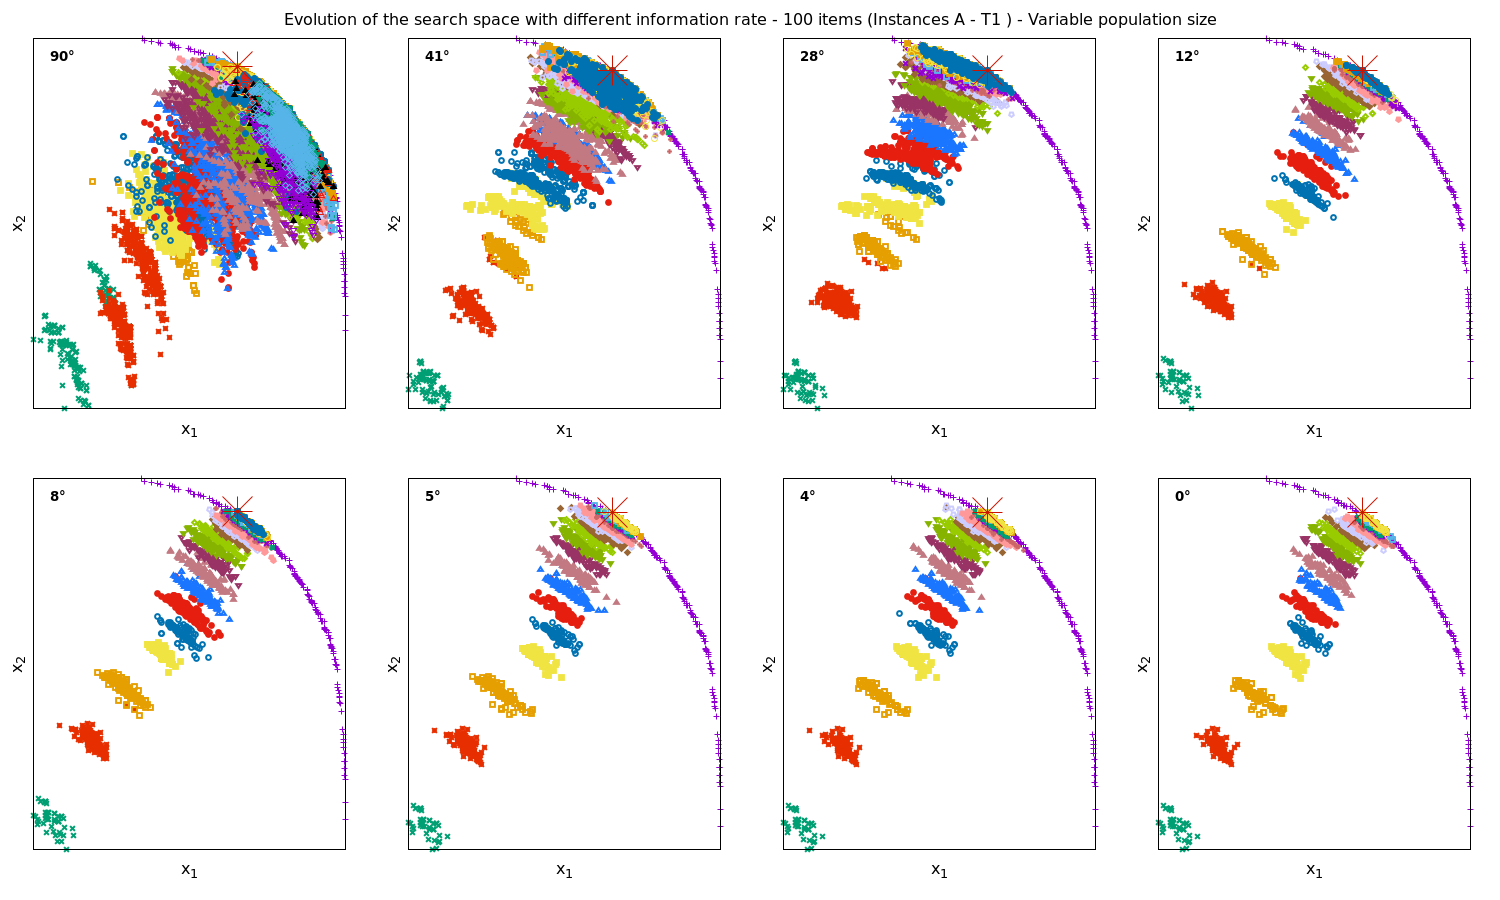 Evolution of the search space with different information rate - 100 items (Instances A - T1 ) - Variable population size
90°
41°
28°
12°
x2
x2
x2
x2
x1
x1
x1
x1
8°
5°
4°
0°
x2
x2
x2
x2
x1
x1
x1
x1